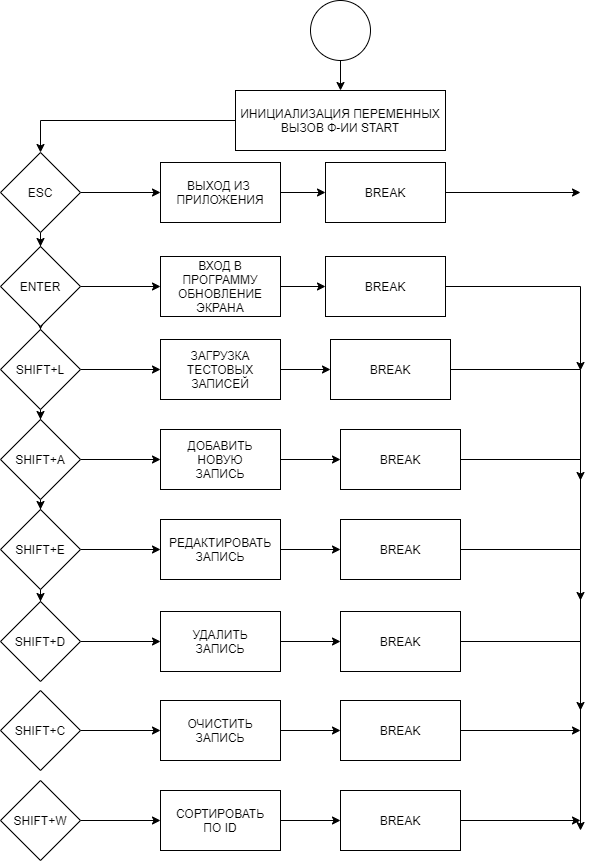 ИНИЦИАЛИЗАЦИЯ ПЕРЕМЕННЫХ
ВЫЗОВ Ф-ИИ START
ESC
ВЫХОД ИЗ
ПРИЛОЖЕНИЯ
BREAK
ENTER
ВХОД В
ПРОГРАММУ
ОБНОВЛЕНИЕ
ЭКРАНА
BREAK
SHIFT+L
ЗАГРУЗКА
ТЕСТОВЫХ
ЗАПИСЕЙ
BREAK
SHIFT+A
ДОБАВИТЬ
НОВУЮ
ЗАПИСЬ
BREAK
SHIFT+E
РЕДАКТИРОВАТЬ
ЗАПИСЬ
BREAK
SHIFT+D
УДАЛИТЬ
ЗАПИСЬ
BREAK
SHIFT+C
ОЧИСТИТЬ
ЗАПИСЬ
BREAK
SHIFT+W
СОРТИРОВАТЬ
ПО ID
BREAK